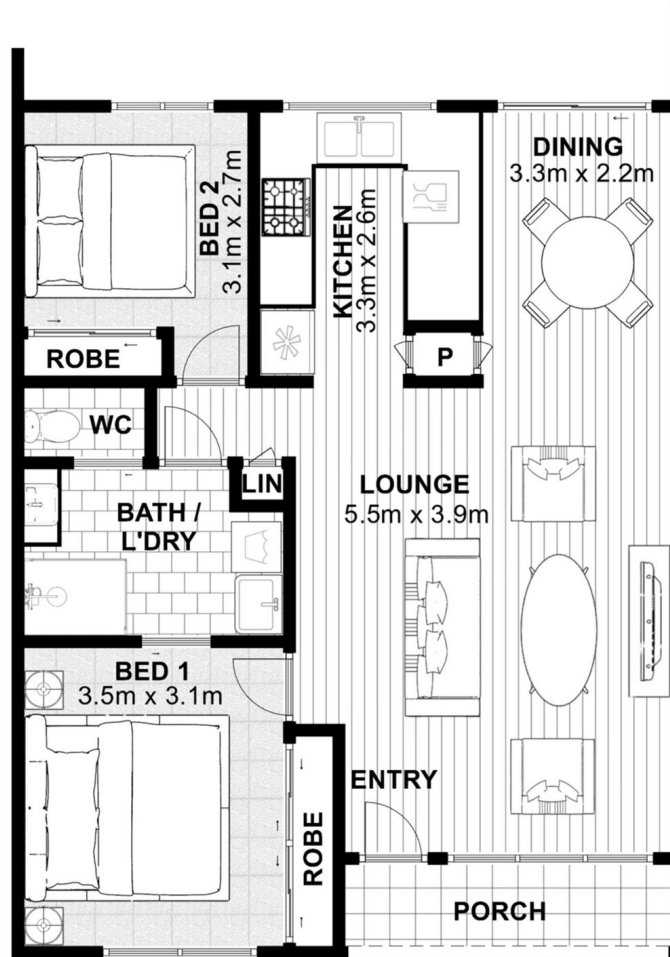 DINING
3.3m x 2.2m
BED 2
3.1m x 2.7m
KITCHEN
3.3m x 2.6m
ROBE
P
WC
LIN
LOUNGE
5.5m x 3.9m
BATH /
L'DRY
BED 1
3.5m x 3.1m
ENTRY
ROBE
PORCH